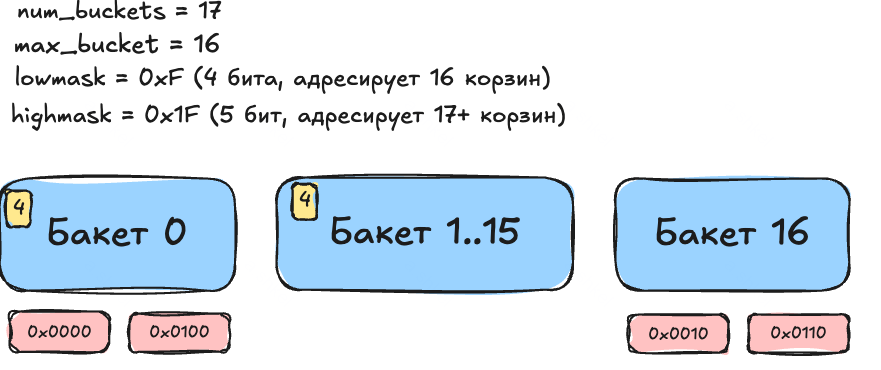 num_buckets = 17
max_bucket = 16
lowmask = 0xF (4 бита, адресирует 16 корзин)
highmask = 0x1F (5 бит, адресирует 17+ корзин)
4
Бакет 0
4
Бакет 1..15
Бакет 16
0x0000
0x0100
0x0010
0x0110